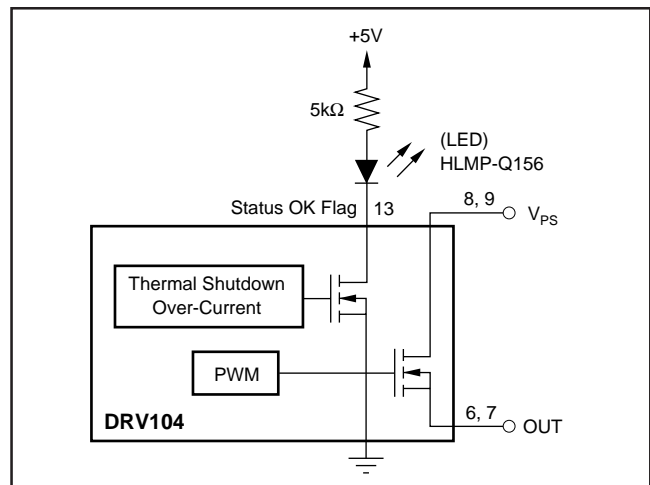 +5V
5kΩ
(LED)
HLMP-Q156
Status OK Flag 13
8, 9
V_PS
Thermal Shutdown
Over-Current
PWM
DRV104
6, 7
OUT